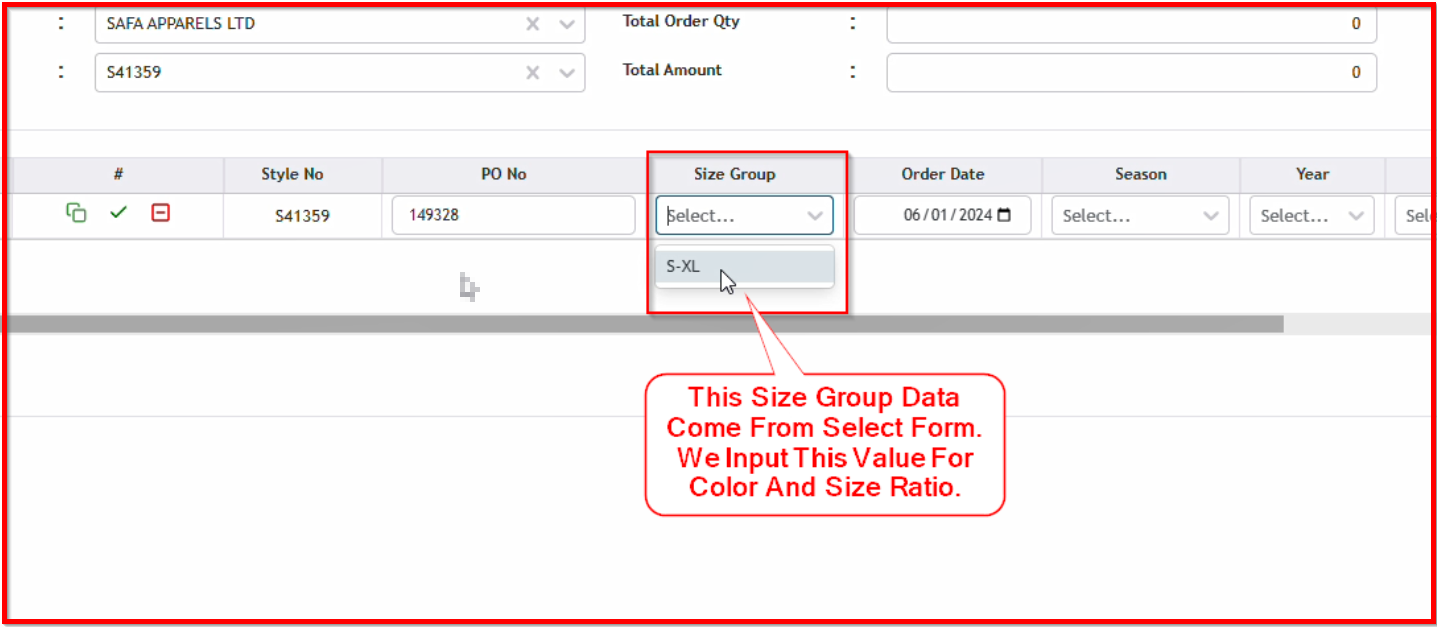 : SAFA APPARELS LTD Total Order Qty : 0
: S41359 Total Amount : 0
# Style No PO No Size Group Order Date Season Year
S41359 149328 Select... 06/01/2024 Select... Select... Sel
S-XL
This Size Group Data
Come From Select Form.
We Input This Value For
Color And Size Ratio.